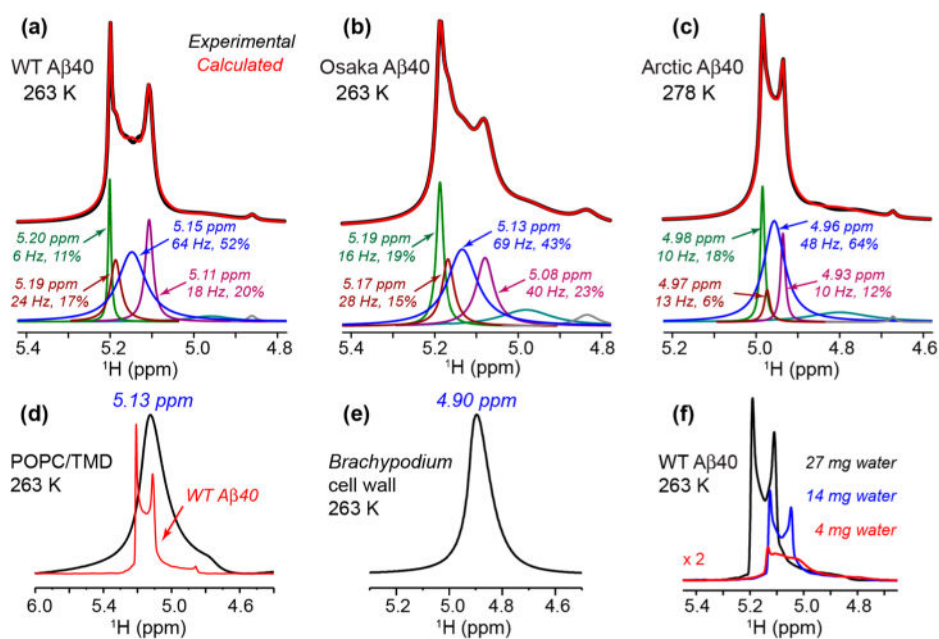 (a)
WT Aβ40
263 K
Experimental
Calculated
5.20 ppm
6 Hz, 11%
5.15 ppm
64 Hz, 52%
5.19 ppm
24 Hz, 17%
5.11 ppm
18 Hz, 20%
5.4 5.2 5.0 4.8
¹H (ppm)
(b)
Osaka Aβ40
263 K
5.19 ppm
16 Hz, 19%
5.13 ppm
69 Hz, 43%
5.17 ppm
28 Hz, 15%
5.08 ppm
40 Hz, 23%
5.4 5.2 5.0 4.8
¹H (ppm)
(c)
Arctic Aβ40
278 K
4.98 ppm
10 Hz, 18%
4.96 ppm
48 Hz, 64%
4.97 ppm
13 Hz, 6%
4.93 ppm
10 Hz, 12%
5.2 5.0 4.8 4.6
¹H (ppm)
(d)
5.13 ppm
POPC/TMD
263 K
WT Aβ40
6.0 5.6 5.2 4.8 4.4
¹H (ppm)
(e)
4.90 ppm
Brachypodium
cell wall
263 K
5.2 5.0 4.8 4.6
¹H (ppm)
(f)
WT Aβ40
263 K
27 mg water
14 mg water
4 mg water
x 2
5.4 5.2 5.0 4.8
¹H (ppm)